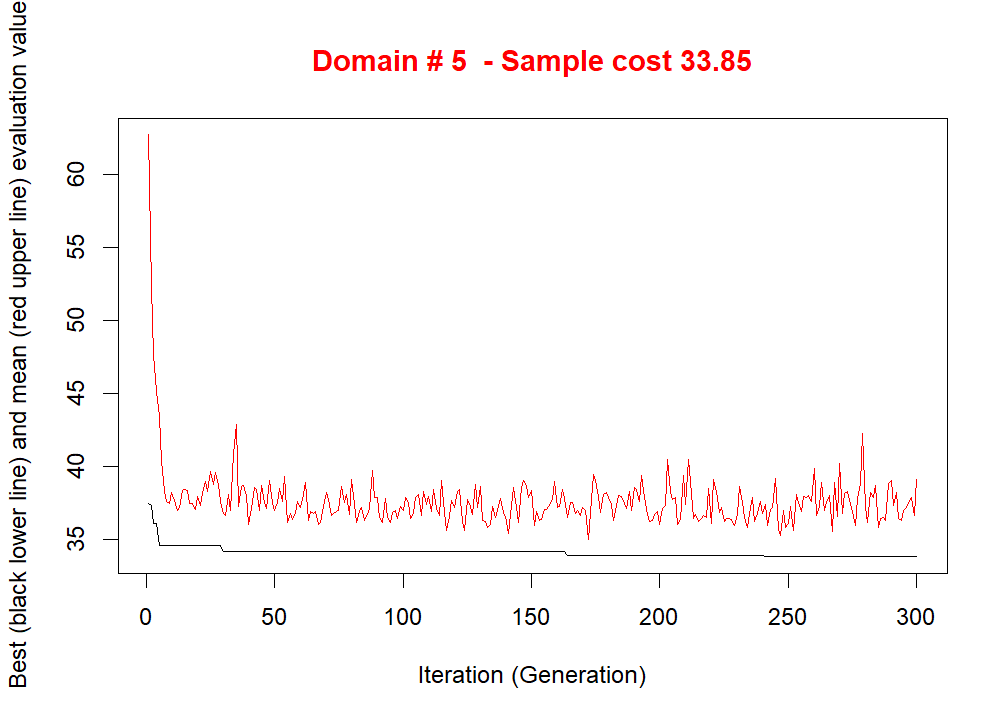 Domain # 5  - Sample cost 33.85
Best (black lower line) and mean (red upper line) evaluation value
60
55
50
45
40
35
0 50 100 150 200 250 300
Iteration (Generation)